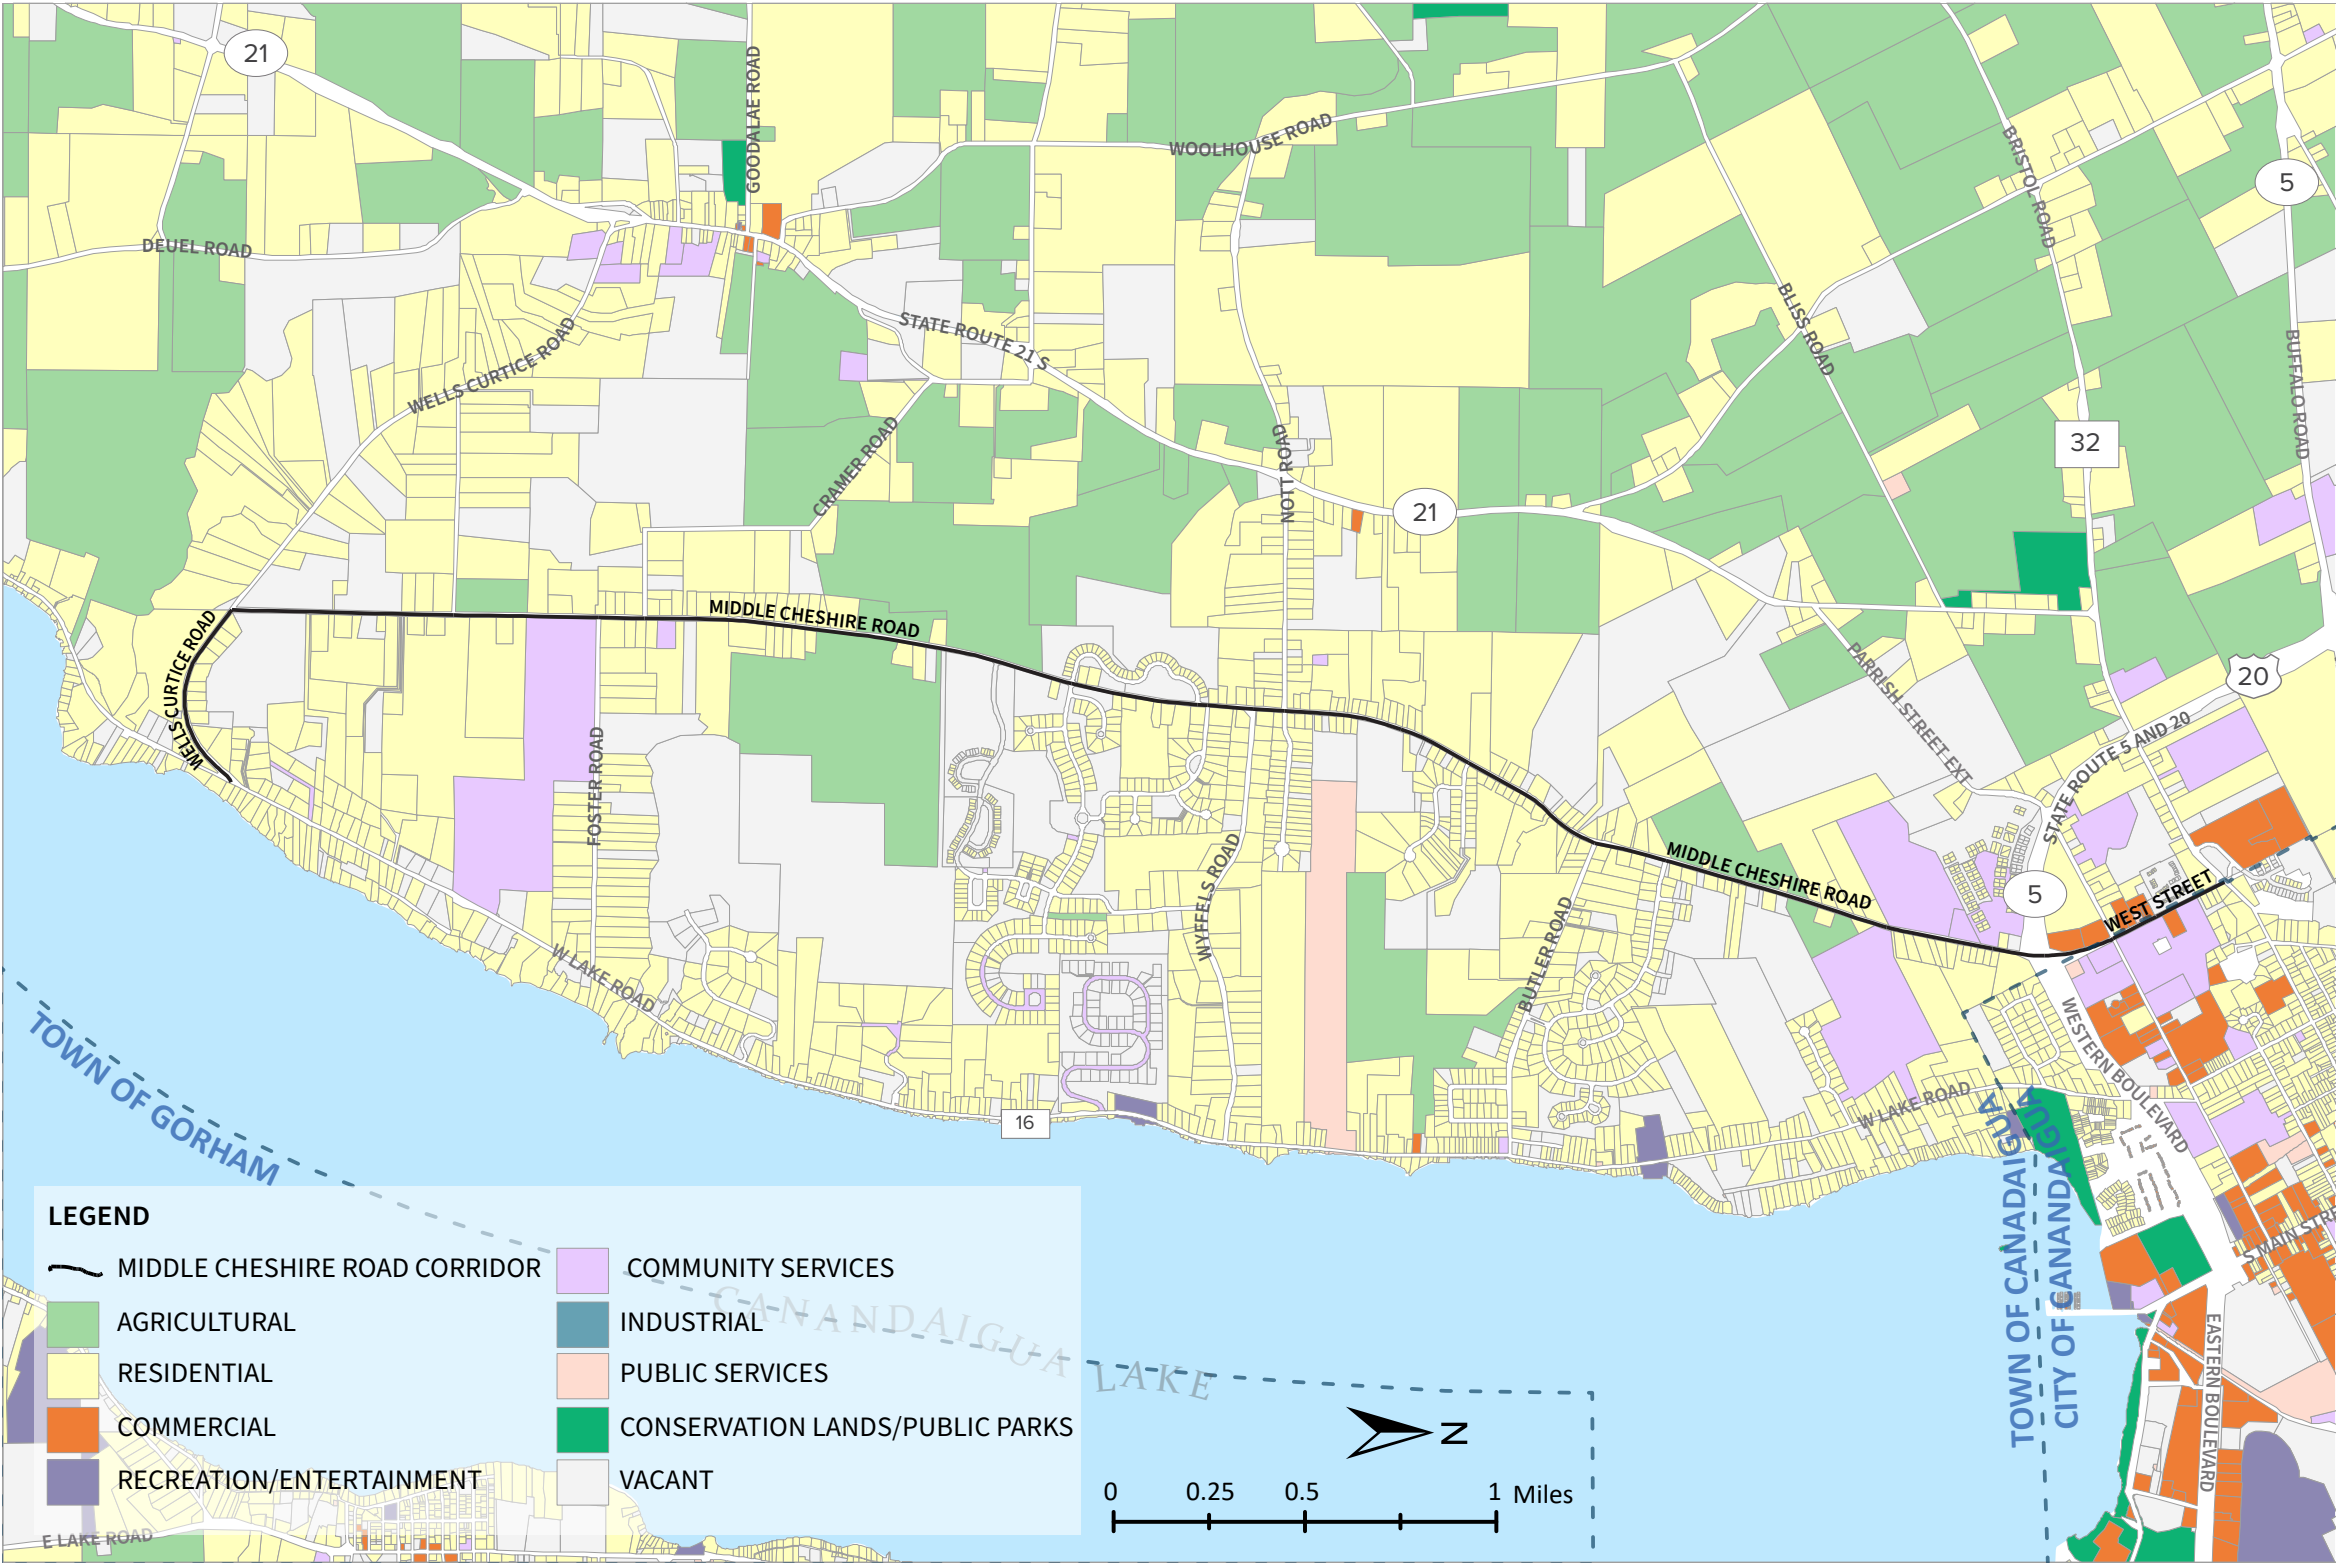 21
GOODALAE ROAD
WOOLHOUSE ROAD
BRISTOL ROAD
5
DEUEL ROAD
STATE ROUTE 21 S
WELLS CURTICE ROAD
BLISS ROAD
BUFFALO ROAD
CRAMER ROAD
NOTT ROAD
32
21
MIDDLE CHESHIRE ROAD
WELLS CURTICE ROAD
PARRISH STREET EXT
20
STATE ROUTE 5 AND 20
FOSTER ROAD
WYFFELS ROAD
MIDDLE CHESHIRE ROAD
5
WEST STREET
BUTLER ROAD
W LAKE ROAD
WESTERN BOULEVARD
TOWN OF GORHAM
16
W LAKE ROAD
TOWN OF CANADAIGUA
CITY OF CANANDAIGUA
S MAIN STRE
EASTERN BOULEVARD
CANANDAIGUA LAKE
LEGEND
MIDDLE CHESHIRE ROAD CORRIDOR
AGRICULTURAL
RESIDENTIAL
COMMERCIAL
RECREATION/ENTERTAINMENT
COMMUNITY SERVICES
INDUSTRIAL
PUBLIC SERVICES
CONSERVATION LANDS/PUBLIC PARKS
VACANT
N
0 0.25 0.5 1 Miles
E LAKE ROAD